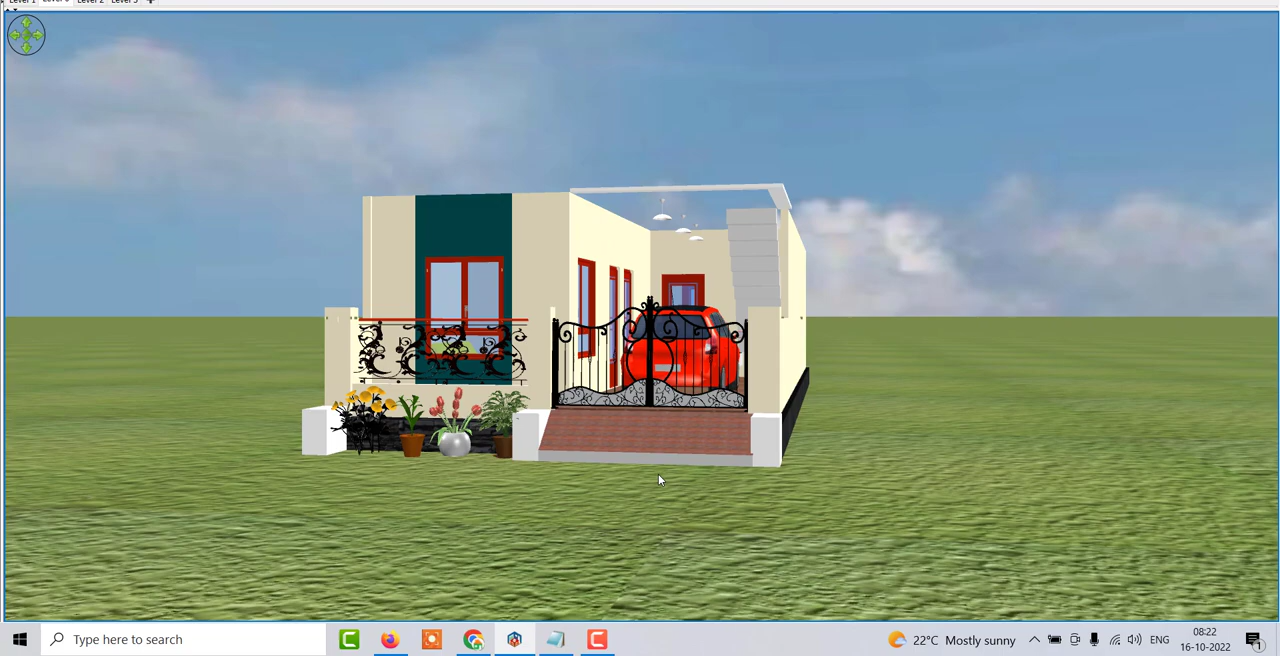 Level 1 Level 2 Level 3
Type here to search
22°C Mostly sunny
ENG
08:22
16-10-2022
1